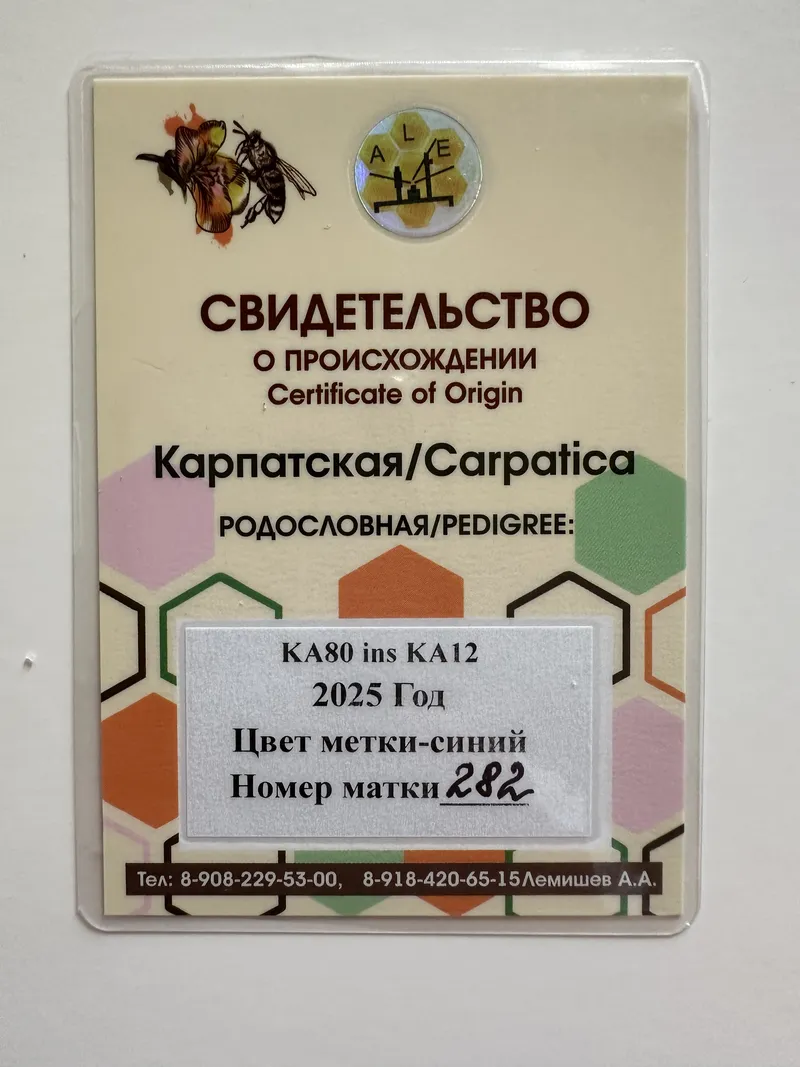 A L E
СВИДЕТЕЛЬСТВО
О ПРОИСХОЖДЕНИИ
Certificate of Origin
Карпатская/Carpatica
РОДОСЛОВНАЯ/PEDIGREE:
KA80 ins KA12
2025 Год
Цвет метки-синий
Номер матки 282
Тел: 8-908-229-53-00, 8-918-420-65-15Лемишев А.А.